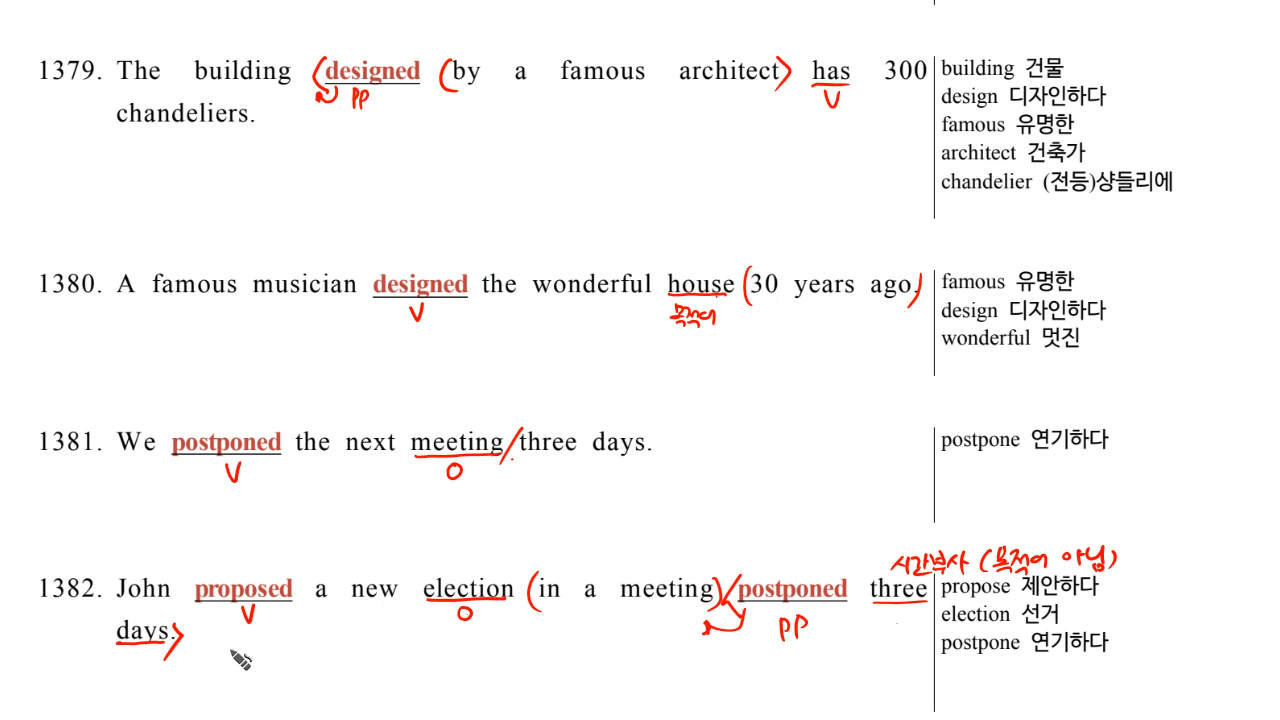 1379. The building designed by a famous architect has 300
pp V
chandeliers.
building 건물
design 디자인하다
famous 유명한
architect 건축가
chandelier (전등)샹들리에
1380. A famous musician designed the wonderful house 30 years ago.
V 목적어
famous 유명한
design 디자인하다
wonderful 멋진
1381. We postponed the next meeting/three days.
V O
postpone 연기하다
시간부사 (목적어 아님)
1382. John proposed a new election (in a meeting) postponed three
V O pp
days.
propose 제안하다
election 선거
postpone 연기하다